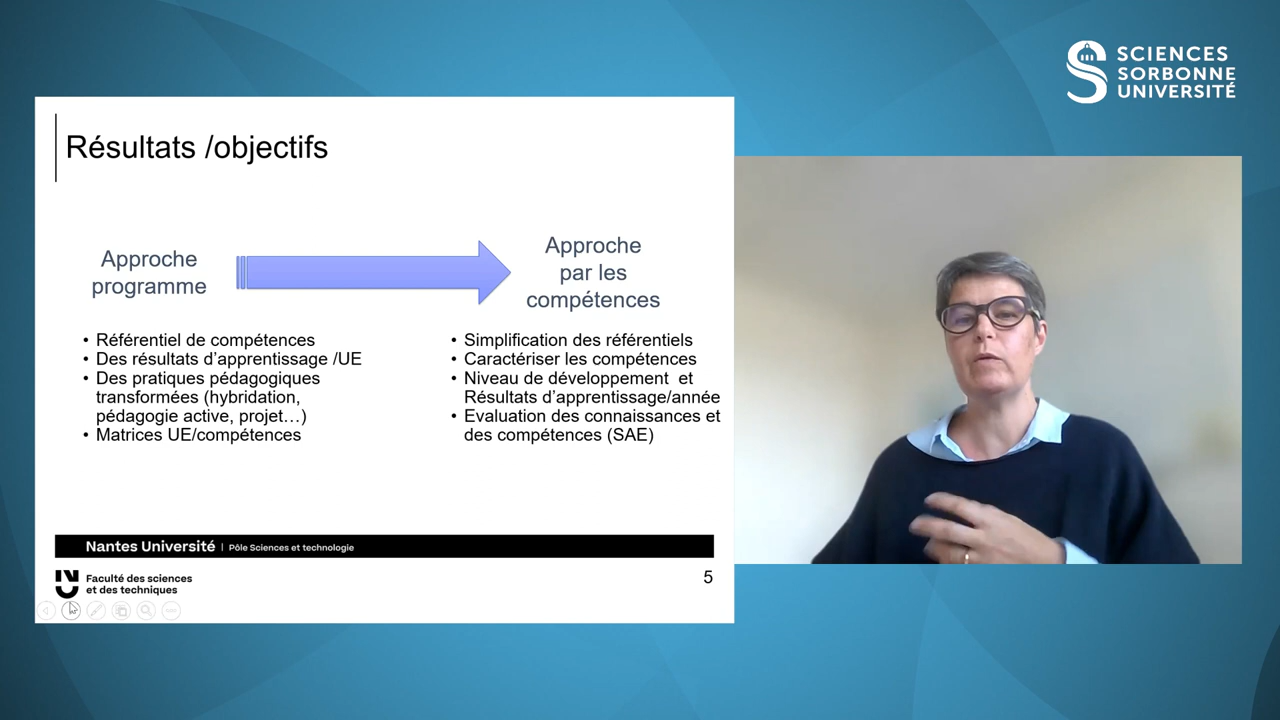 SCIENCES
SORBONNE
UNIVERSITÉ
Résultats /objectifs
Approche
programme
Approche
par les
compétences
• Référentiel de compétences
• Des résultats d’apprentissage /UE
• Des pratiques pédagogiques
transformées (hybridation,
pédagogie active, projet…)
• Matrices UE/compétences
• Simplification des référentiels
• Caractériser les compétences
• Niveau de développement et
Résultats d’apprentissage/année
• Evaluation des connaissances et
des compétences (SAE)
Nantes Université | Pôle Sciences et technologie
Faculté des sciences
et des techniques
5